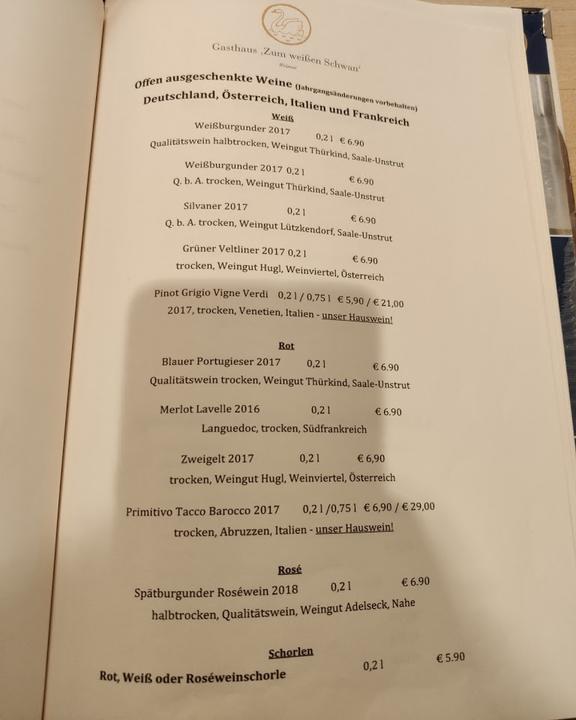 Gasthaus ‚Zum weißen Schwan'
Weimar
Offen ausgeschenkte Weine (Jahrgangsänderungen vorbehalten)
Deutschland, Österreich, Italien und Frankreich
Weiß
Weißburgunder 2017 0,2 l € 6.90
Qualitätswein halbtrocken, Weingut Thürkind, Saale-Unstrut
Weißburgunder 2017 0,2 l € 6.90
Q. b. A. trocken, Weingut Thürkind, Saale-Unstrut
Silvaner 2017 0,2 l € 6.90
Q. b. A. trocken, Weingut Lützkendorf, Saale-Unstrut
Grüner Veltliner 2017 0,2 l € 6.90
trocken, Weingut Hugl, Weinviertel, Österreich
Pinot Grigio Vigne Verdi 0,2 l / 0,75 l € 5,90 / € 21,00
2017, trocken, Venetien, Italien - unser Hauswein!
Rot
Blauer Portugieser 2017 0,2 l € 6.90
Qualitätswein trocken, Weingut Thürkind, Saale-Unstrut
Merlot Lavelle 2016 0,2 l € 6.90
Languedoc, trocken, Südfrankreich
Zweigelt 2017 0,2 l € 6,90
trocken, Weingut Hugl, Weinviertel, Österreich
Primitivo Tacco Barocco 2017 0,2 l /0,75 l € 6,90 / € 29,00
trocken, Abruzzen, Italien - unser Hauswein!
Rosé
Spätburgunder Roséwein 2018 0,2 l € 6.90
halbtrocken, Qualitätswein, Weingut Adelseck, Nahe
Schorlen
Rot, Weiß oder Roséweinschorle 0,2 l € 5.90